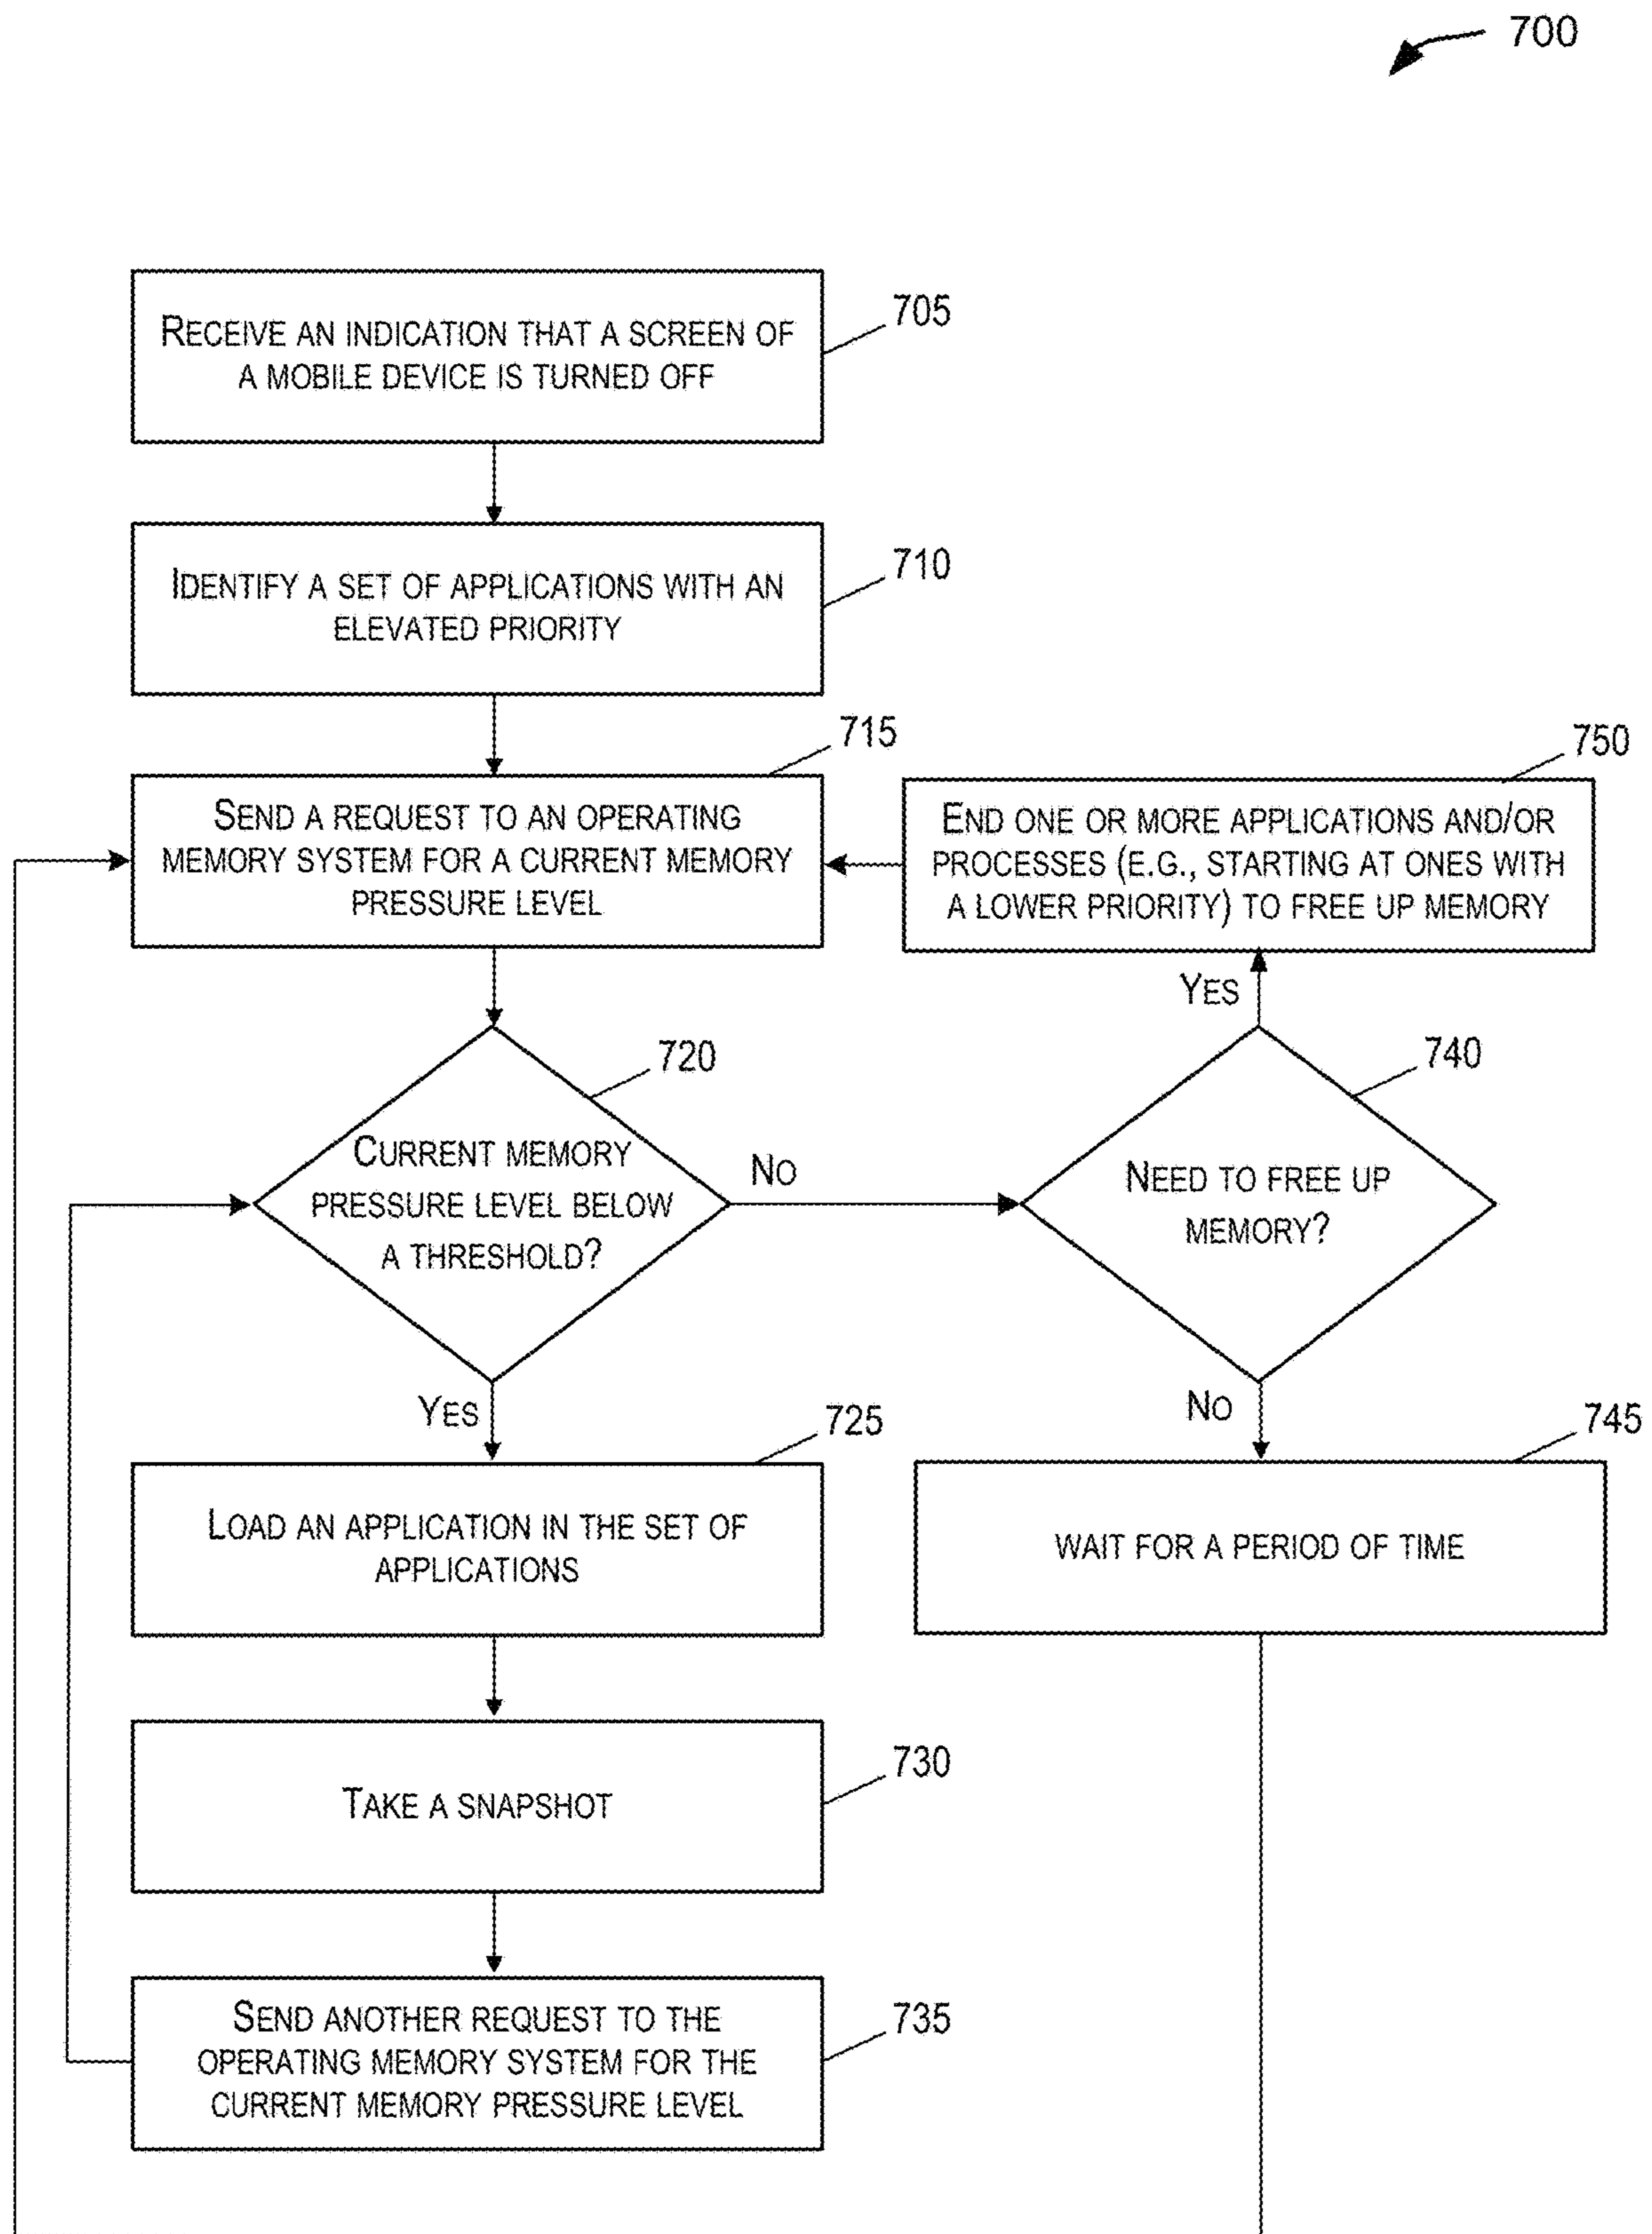 700
RECEIVE AN INDICATION THAT A SCREEN OF
A MOBILE DEVICE IS TURNED OFF
705
IDENTIFY A SET OF APPLICATIONS WITH AN
ELEVATED PRIORITY
710
SEND A REQUEST TO AN OPERATING
MEMORY SYSTEM FOR A CURRENT MEMORY
PRESSURE LEVEL
715
END ONE OR MORE APPLICATIONS AND/OR
PROCESSES (E.G., STARTING AT ONES WITH
A LOWER PRIORITY) TO FREE UP MEMORY
750
YES
CURRENT MEMORY
PRESSURE LEVEL BELOW
A THRESHOLD?
720
NO
NEED TO FREE UP
MEMORY?
740
YES
NO
LOAD AN APPLICATION IN THE SET OF
APPLICATIONS
725
WAIT FOR A PERIOD OF TIME
745
TAKE A SNAPSHOT
730
SEND ANOTHER REQUEST TO THE
OPERATING MEMORY SYSTEM FOR THE
CURRENT MEMORY PRESSURE LEVEL
735